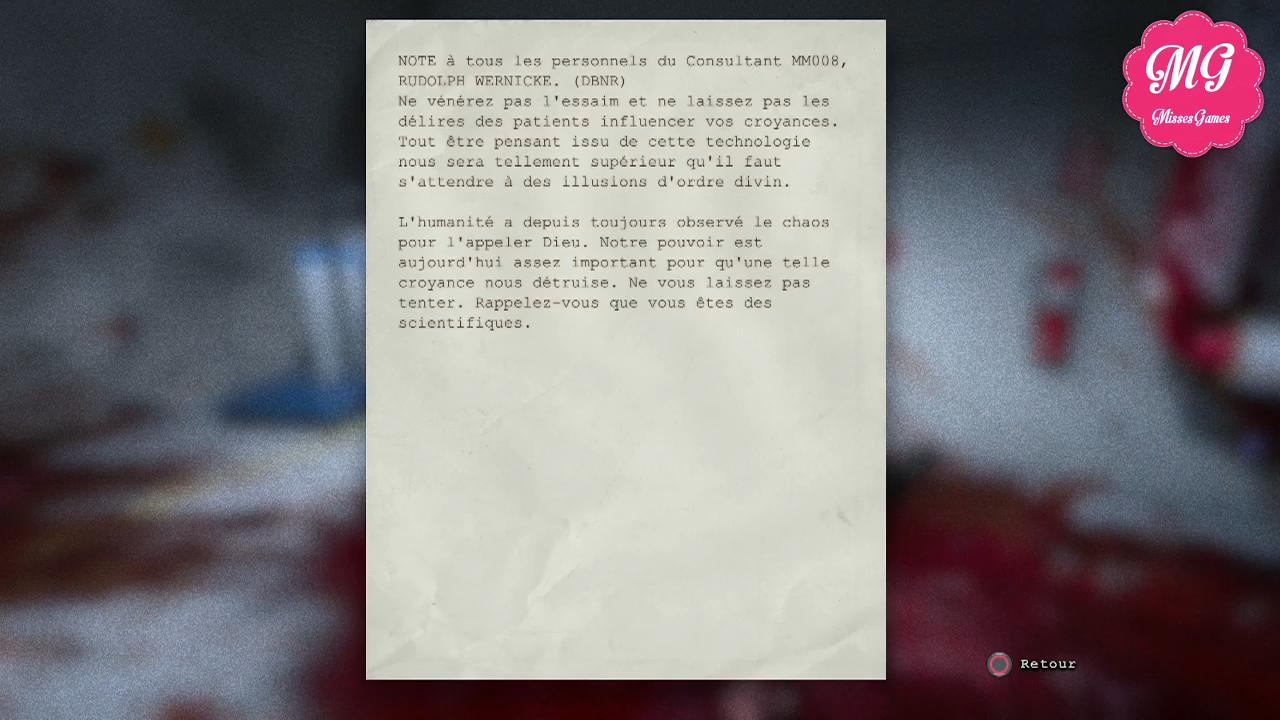 NOTE à tous les personnels du Consultant MM008,
RUDOLPH WERNICKE. (DBNR)
Ne vénérez pas l'essaim et ne laissez pas les
délires des patients influencer vos croyances.
Tout être pensant issu de cette technologie
nous sera tellement supérieur qu'il faut
s'attendre à des illusions d'ordre divin.
L'humanité a depuis toujours observé le chaos
pour l'appeler Dieu. Notre pouvoir est
aujourd'hui assez important pour qu'une telle
croyance nous détruise. Ne vous laissez pas
tenter. Rappelez-vous que vous êtes des
scientifiques.
MG
MissesGames
Retour